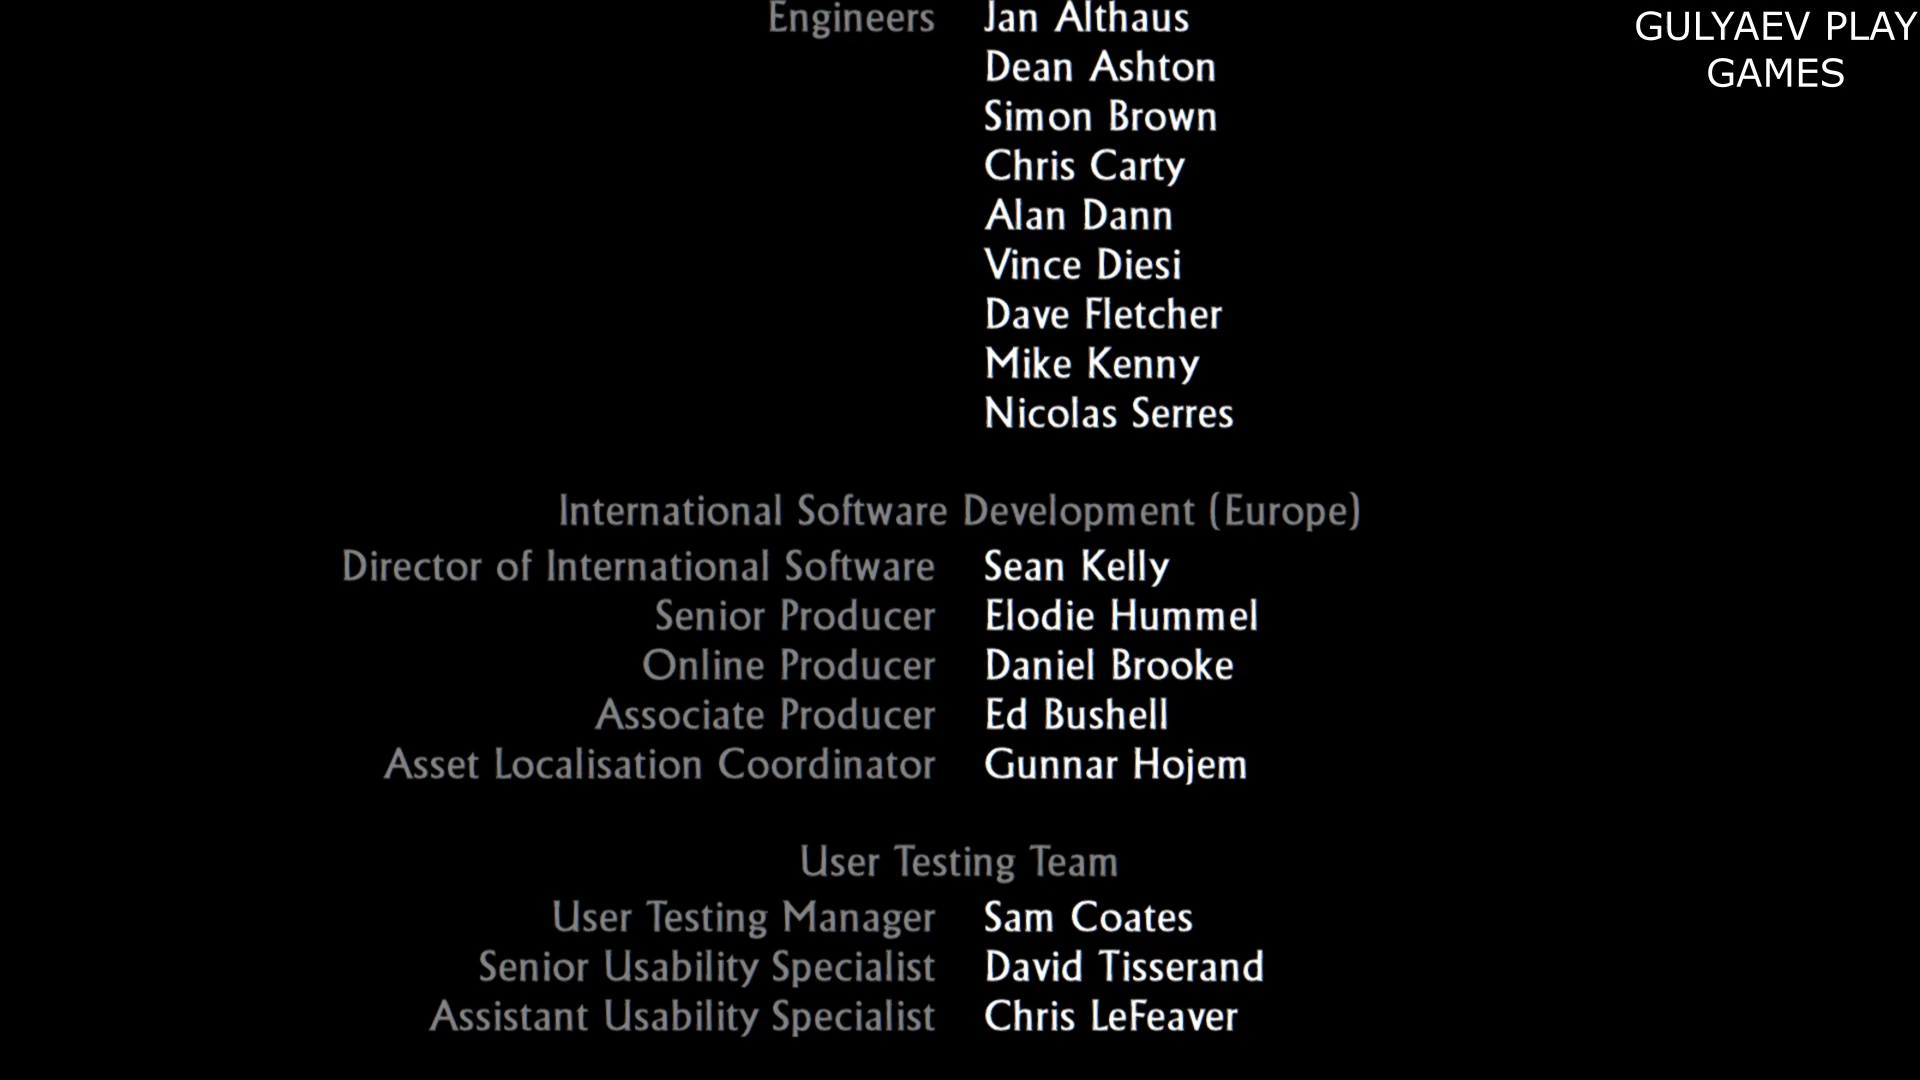 Engineers Jan Althaus
Dean Ashton
Simon Brown
Chris Carty
Alan Dann
Vince Diesi
Dave Fletcher
Mike Kenny
Nicolas Serres
International Software Development (Europe)
Director of International Software Sean Kelly
Senior Producer Elodie Hummel
Online Producer Daniel Brooke
Associate Producer Ed Bushell
Asset Localisation Coordinator Gunnar Hojem
User Testing Team
User Testing Manager Sam Coates
Senior Usability Specialist David Tisserand
Assistant Usability Specialist Chris LeFeaver
GULYAEV PLAY
GAMES